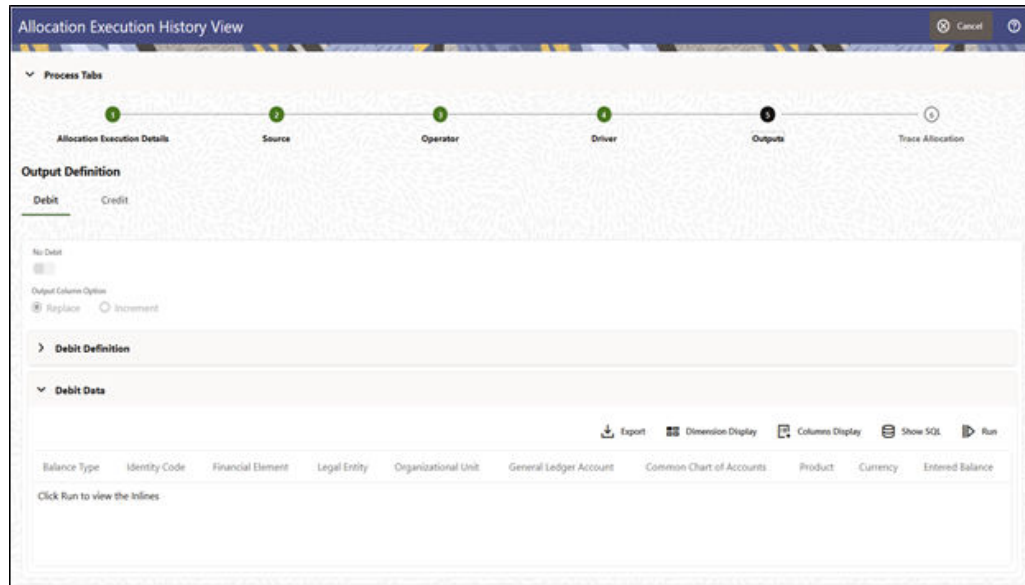 Allocation Execution History View
Cancel
Process Tabs
1 2 3 4 5 6
Allocation Execution Details Source Operator Driver Outputs Trace Allocation
Output Definition
Debit Credit
No Debit
Output Column Option
Replace Increment
Debit Definition
Debit Data
Export Dimension Display Columns Display Show SQL Run
Balance Type Identity Code Financial Element Legal Entity Organizational Unit General Ledger Account Common Chart of Accounts Product Currency Entered Balance
Click Run to view the Inlines